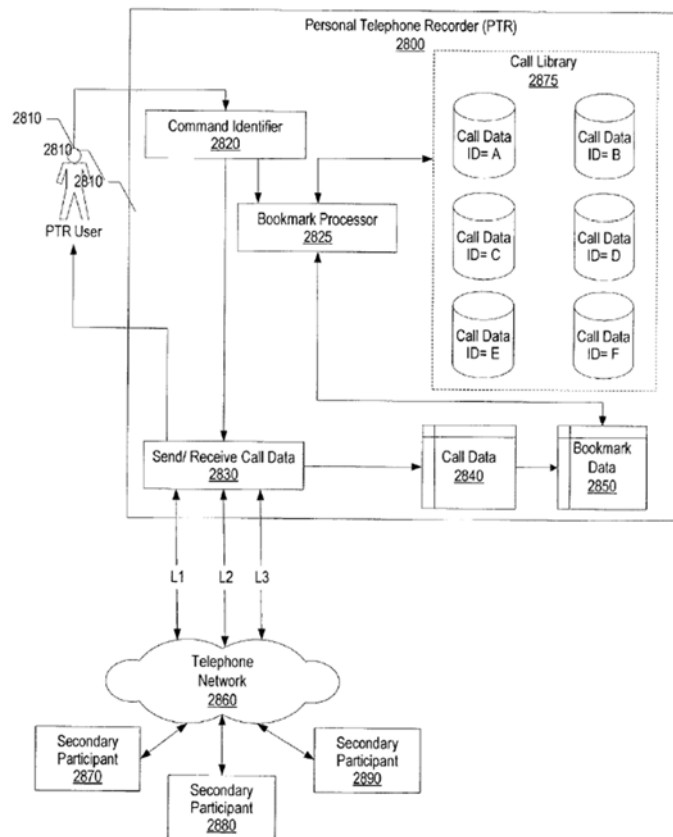 Personal Telephone Recorder (PTR)
2800
Call Library
2875
Call Data
ID= A
Call Data
ID= B
Call Data
ID= C
Call Data
ID= D
Call Data
ID= E
Call Data
ID= F
2810
2810
2810
PTR User
Command Identifier
2820
Bookmark Processor
2825
Send/ Receive Call Data
2830
Call Data
2840
Bookmark
Data
2850
L1
L2
L3
Telephone
Network
2860
Secondary
Participant
2870
Secondary
Participant
2880
Secondary
Participant
2890